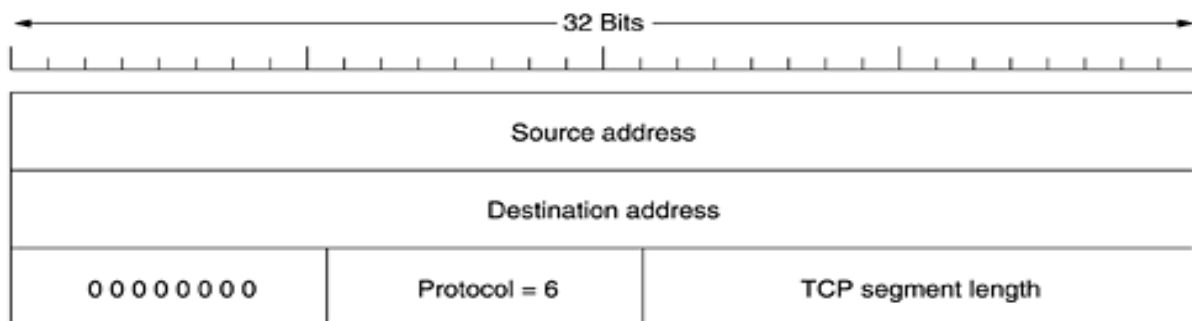 32 Bits
Source address
Destination address
0 0 0 0 0 0 0 0 Protocol = 6 TCP segment length